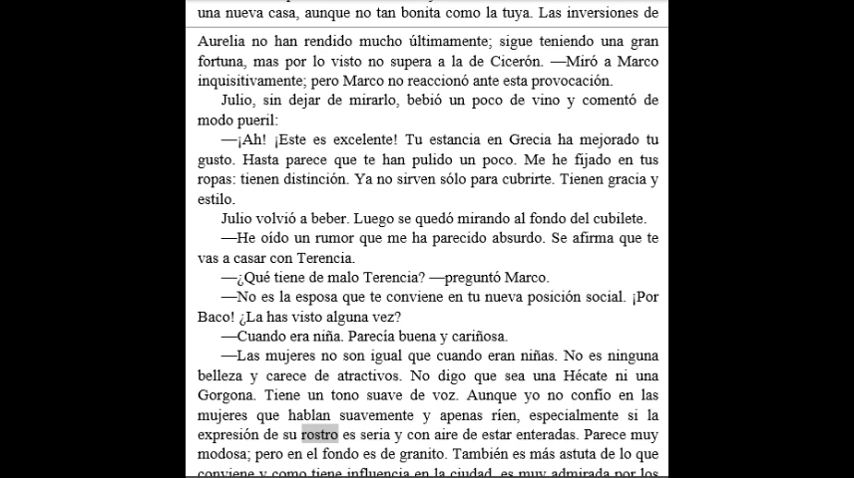 una nueva casa, aunque no tan bonita como la tuya. Las inversiones de
Aurelia no han rendido mucho últimamente; sigue teniendo una gran
fortuna, mas por lo visto no supera a la de Cicerón. —Miró a Marco
inquisitivamente; pero Marco no reaccionó ante esta provocación.
Julio, sin dejar de mirarlo, bebió un poco de vino y comentó de
modo pueril:
—¡Ah! ¡Este es excelente! Tu estancia en Grecia ha mejorado tu
gusto. Hasta parece que te han pulido un poco. Me he fijado en tus
ropas: tienen distinción. Ya no sirven sólo para cubrirte. Tienen gracia y
estilo.
Julio volvió a beber. Luego se quedó mirando al fondo del cubilete.
—He oído un rumor que me ha parecido absurdo. Se afirma que te
vas a casar con Terencia.
—¿Qué tiene de malo Terencia? —preguntó Marco.
—No es la esposa que te conviene en tu nueva posición social. ¡Por
Baco! ¿La has visto alguna vez?
—Cuando era niña. Parecía buena y cariñosa.
—Las mujeres no son igual que cuando eran niñas. No es ninguna
belleza y carece de atractivos. No digo que sea una Hécate ni una
Gorgona. Tiene un tono suave de voz. Aunque yo no confío en las
mujeres que hablan suavemente y apenas ríen, especialmente si la
expresión de su rostro es seria y con aire de estar enteradas. Parece muy
modosa; pero en el fondo es de granito. También es más astuta de lo que
conviene y como tiene influencia en la ciudad, es muy admirada por los